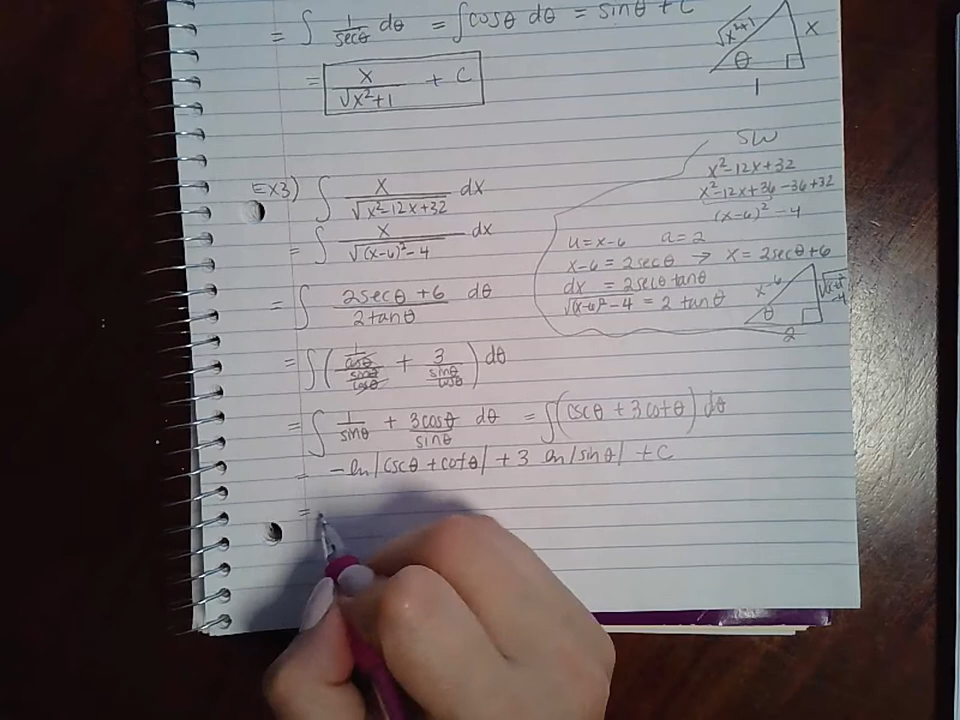 = ∫ 1/secθ dθ = ∫cosθ dθ = sinθ + C
√x²+1 x
θ
= x/√x²+1 + C
1
SW
x²-12x+32
Ex3) ∫ x/√x²-12x+32 dx
x²-12x+36 -36+32
(x-6)² - 4
= ∫ x/√(x-6)²-4 dx
u=x-6 a=2
x-6 = 2secθ → x = 2secθ+6
dx = 2secθ tanθ
√(x-6)²-4 = 2 tanθ
x-6 √(x-6)²-4
θ
2
= ∫ 2secθ +6/2tanθ dθ
= ∫( 1/cosθ/sinθ/cosθ + 3/sinθ/cosθ ) dθ
= ∫ 1/sinθ + 3cosθ/sinθ dθ = ∫(cscθ + 3cotθ) dθ
= -ln|cscθ +cotθ| + 3 ln|sinθ| + C
=